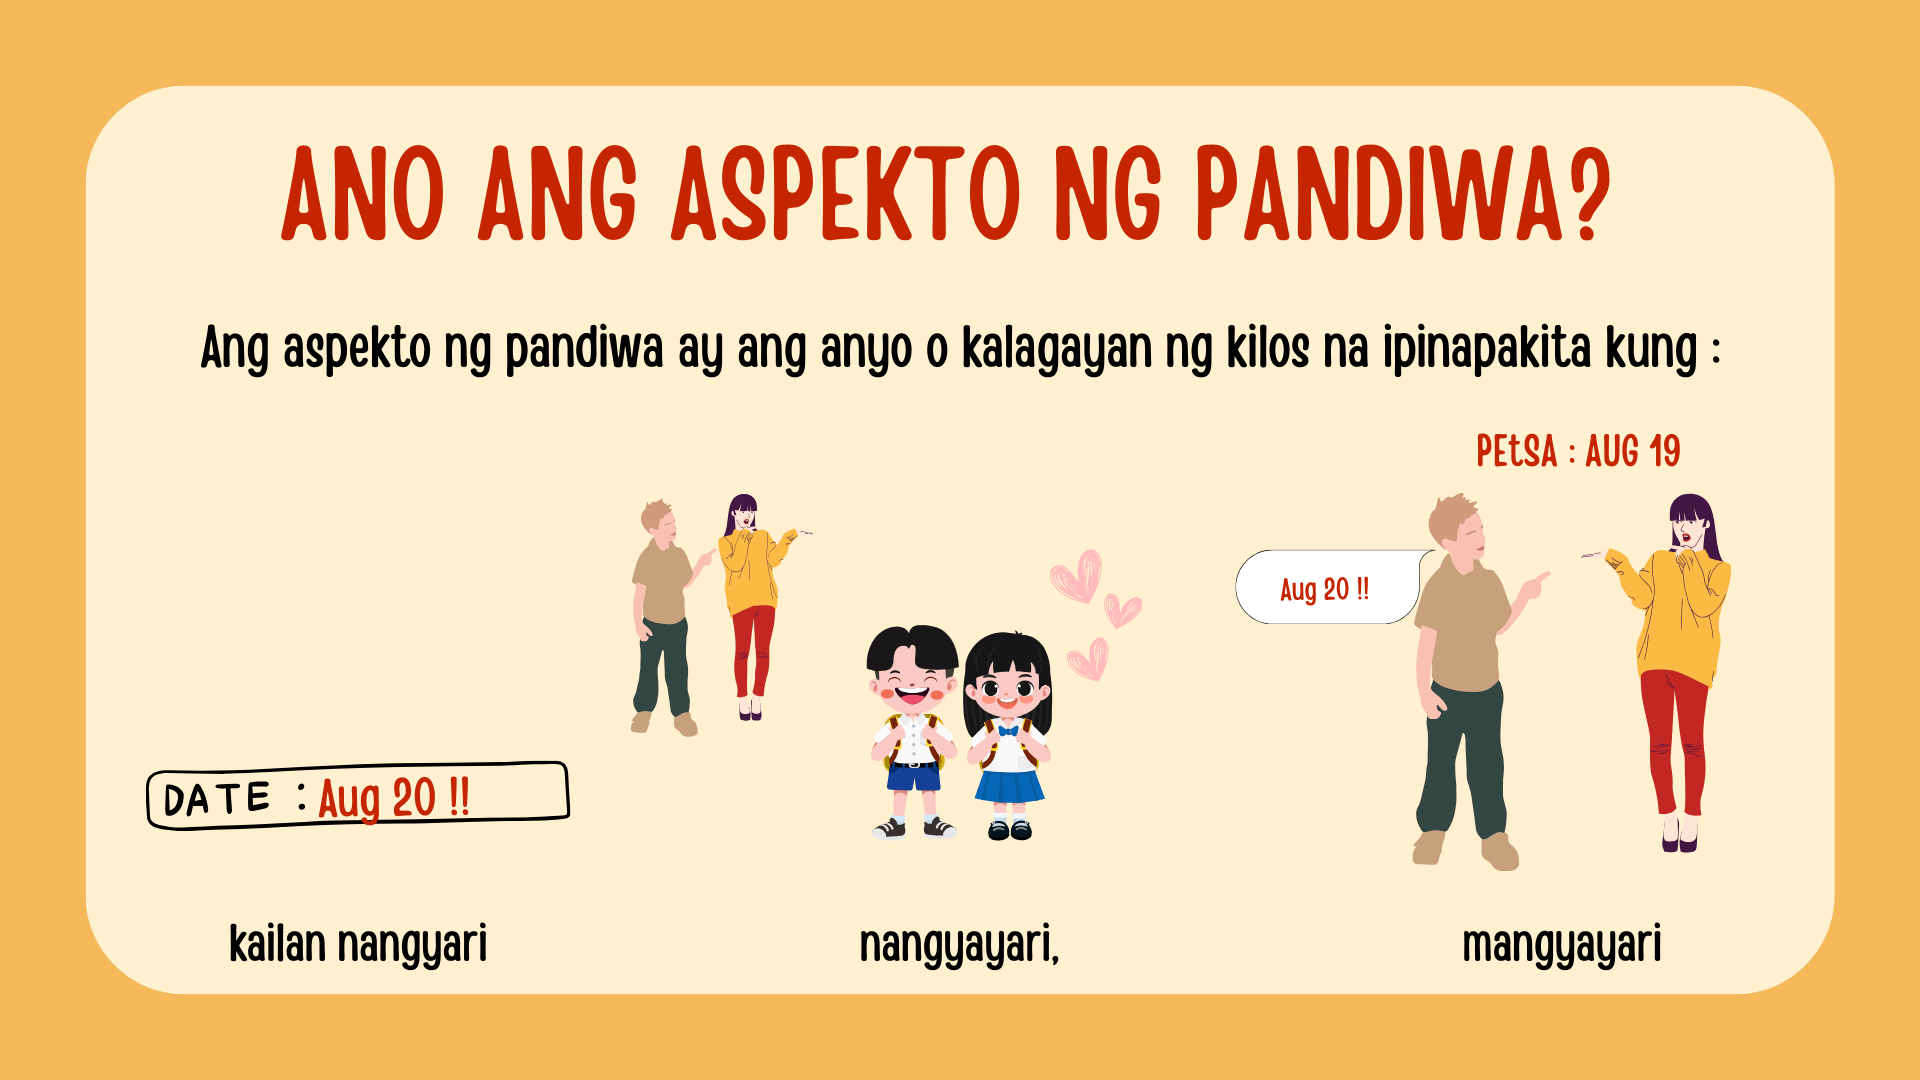 ANO ANG ASPEKTO NG PANDIWA?
Ang aspekto ng pandiwa ay ang anyo o kalagayan ng kilos na ipinapakita kung :
PEtSA : AUG 19
Aug 20 !!
DATE : Aug 20 !!
kailan nangyari
nangyayari,
mangyayari